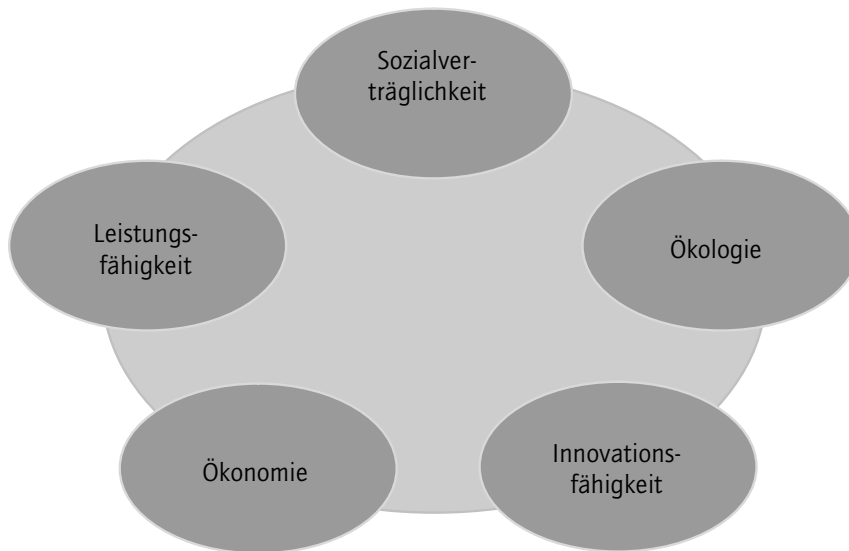 Sozialver-
träglichkeit
Leistungs-
fähigkeit
Ökologie
Ökonomie
Innovations-
fähigkeit